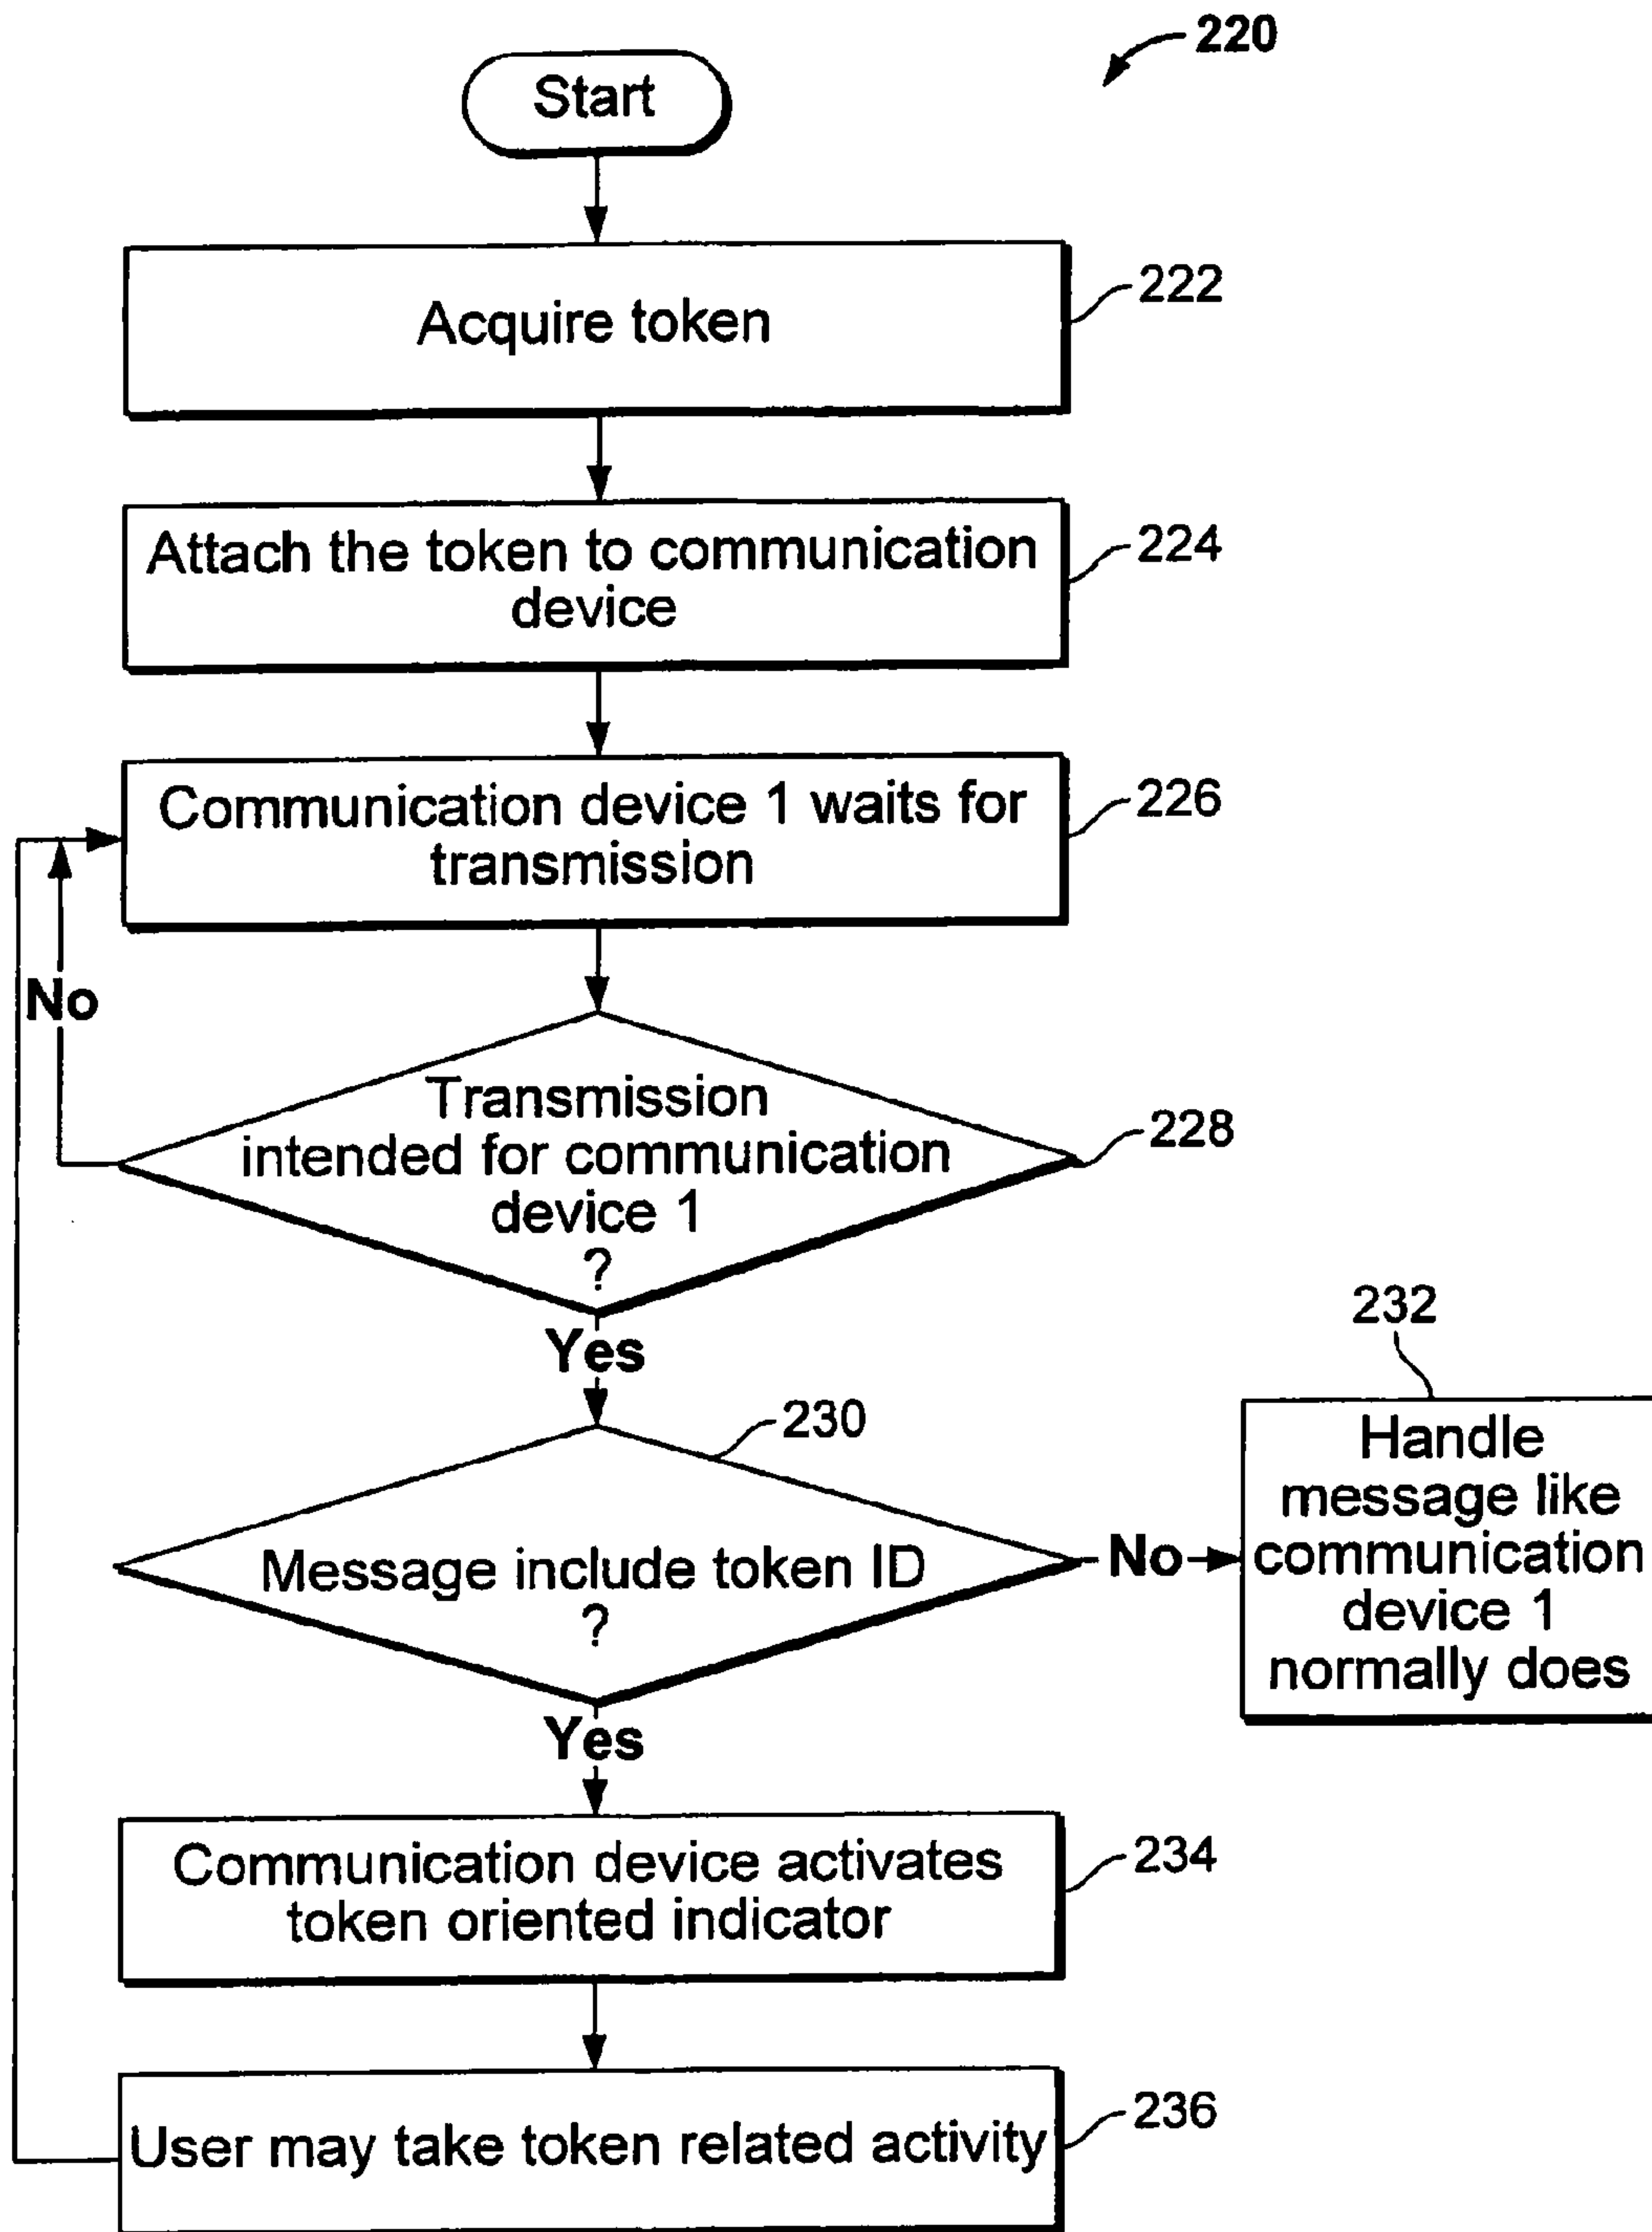 220
Start
Acquire token
222
Attach the token to communication
device
224
Communication device 1 waits for
transmission
226
No
Transmission
intended for communication
device 1
?
228
Yes
230
232
Message include token ID
?
No
Handle
message like
communication
device 1
normally does
Yes
Communication device activates
token oriented indicator
234
User may take token related activity
236